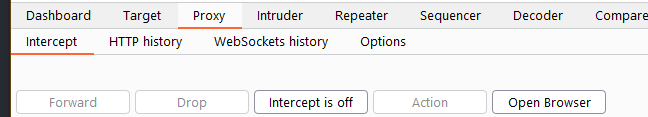 Dashboard Target Proxy Intruder Repeater Sequencer Decoder Compare
Intercept HTTP history WebSockets history Options
Forward Drop Intercept is off Action Open Browser